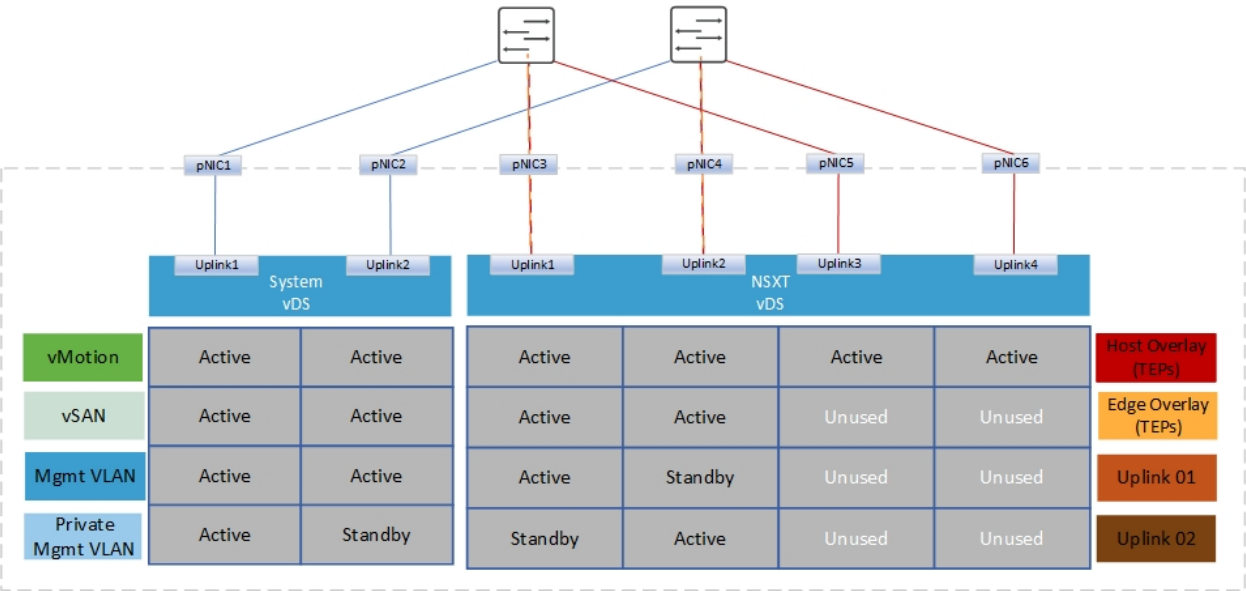 pNIC1 pNIC2 pNIC3 pNIC4 pNIC5 pNIC6
Uplink1 Uplink2 Uplink1 Uplink2 Uplink3 Uplink4
System
vDS
NSXT
vDS
vMotion Active Active Active Active Active Active Host Overlay
(TEPs)
vSAN Active Active Active Active Unused Unused Edge Overlay
(TEPs)
Mgmt VLAN Active Active Active Standby Unused Unused Uplink 01
Private
Mgmt VLAN Active Standby Standby Active Unused Unused Uplink 02